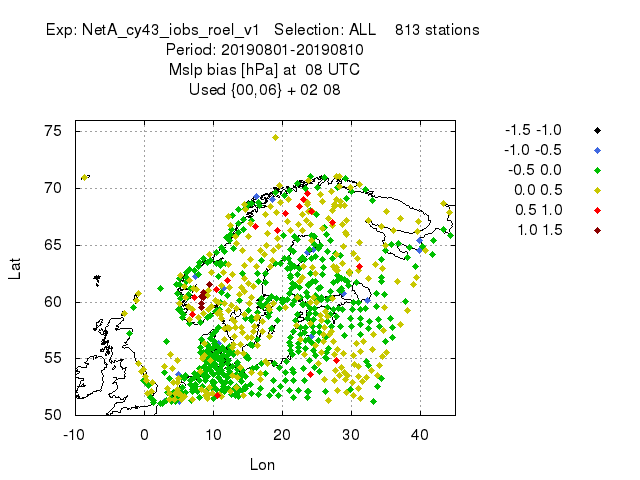 Exp: NetA_cy43_iobs_roel_v1 Selection: ALL 813 stations
Period: 20190801-20190810
Mslp bias [hPa] at 08 UTC
Used {00,06} + 02 08
75
70
65
60
55
50
Lat
-10 0 10 20 30 40
Lon
-1.5 -1.0
-1.0 -0.5
-0.5 0.0
0.0 0.5
0.5 1.0
1.0 1.5